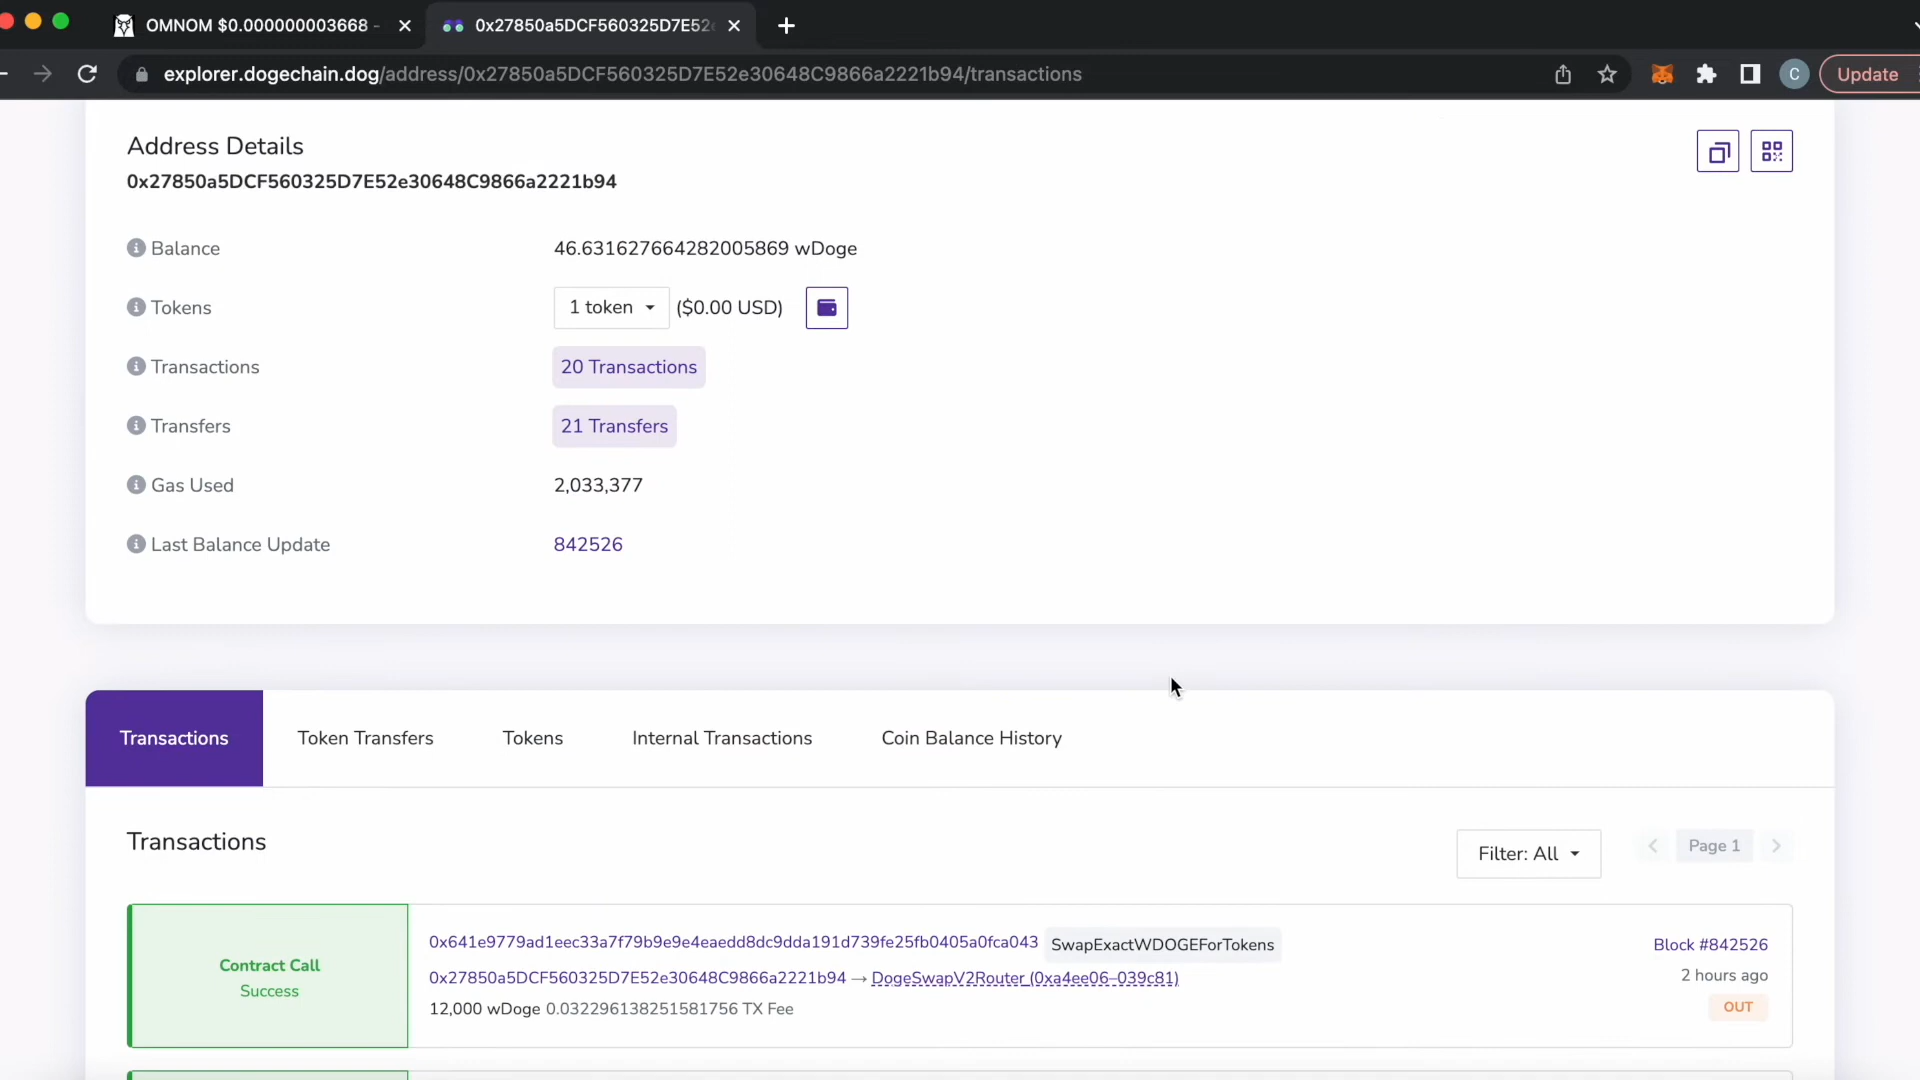 OMNOM $0.000000003668 -
0x27850a5DCF560325D7E52
explorer.dogechain.dog/address/0x27850a5DCF560325D7E52e30648C9866a2221b94/transactions
C
Update
Address Details
0x27850a5DCF560325D7E52e30648C9866a2221b94
Balance 46.631627664282005869 wDoge
Tokens 1 token ($0.00 USD)
Transactions 20 Transactions
Transfers 21 Transfers
Gas Used 2,033,377
Last Balance Update 842526
Transactions Token Transfers Tokens Internal Transactions Coin Balance History
Transactions
Filter: All Page 1
Contract Call
Success
0x641e9779ad1eec33a7f79b9e9e4eaedd8dc9dda191d739fe25fb0405a0fca043 SwapExactWDOGEForTokens
0x27850a5DCF560325D7E52e30648C9866a2221b94 → DogeSwapV2Router (0xa4ee06–039c81)
12,000 wDoge 0.032296138251581756 TX Fee
Block #842526
2 hours ago
OUT